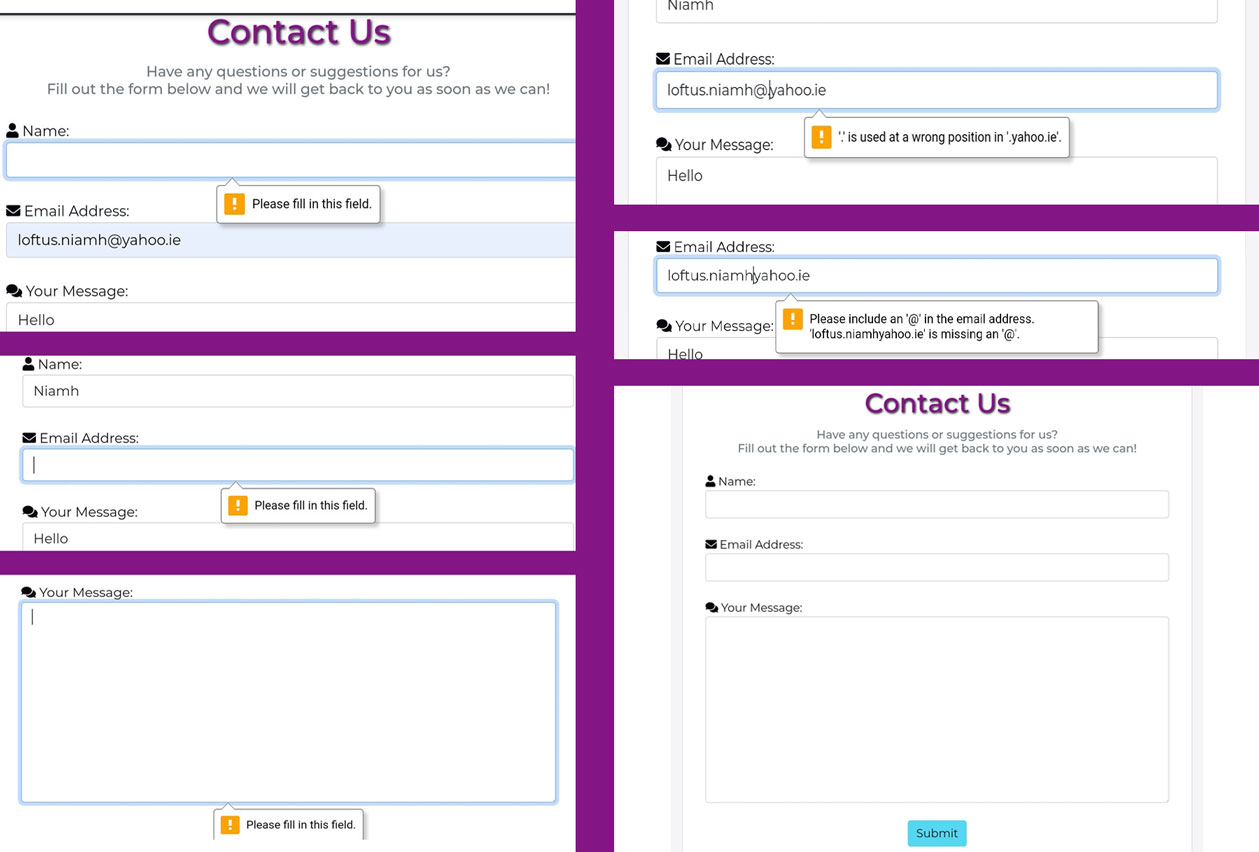 Contact Us
Have any questions or suggestions for us?
Fill out the form below and we will get back to you as soon as we can!
Name:
Please fill in this field.
Email Address:
loftus.niamh@yahoo.ie
Your Message:
Hello
Name:
Niamh
Email Address:
Please fill in this field.
Your Message:
Hello
Your Message:
Please fill in this field.
Niamh
Email Address:
loftus.niamh@.yahoo.ie
'.' is used at a wrong position in '.yahoo.ie'.
Your Message:
Hello
Email Address:
loftus.niamhyahoo.ie
Please include an '@' in the email address.
'loftus.niamhyahoo.ie' is missing an '@'.
Your Message:
Hello
Contact Us
Have any questions or suggestions for us?
Fill out the form below and we will get back to you as soon as we can!
Name:
Email Address:
Your Message:
Submit